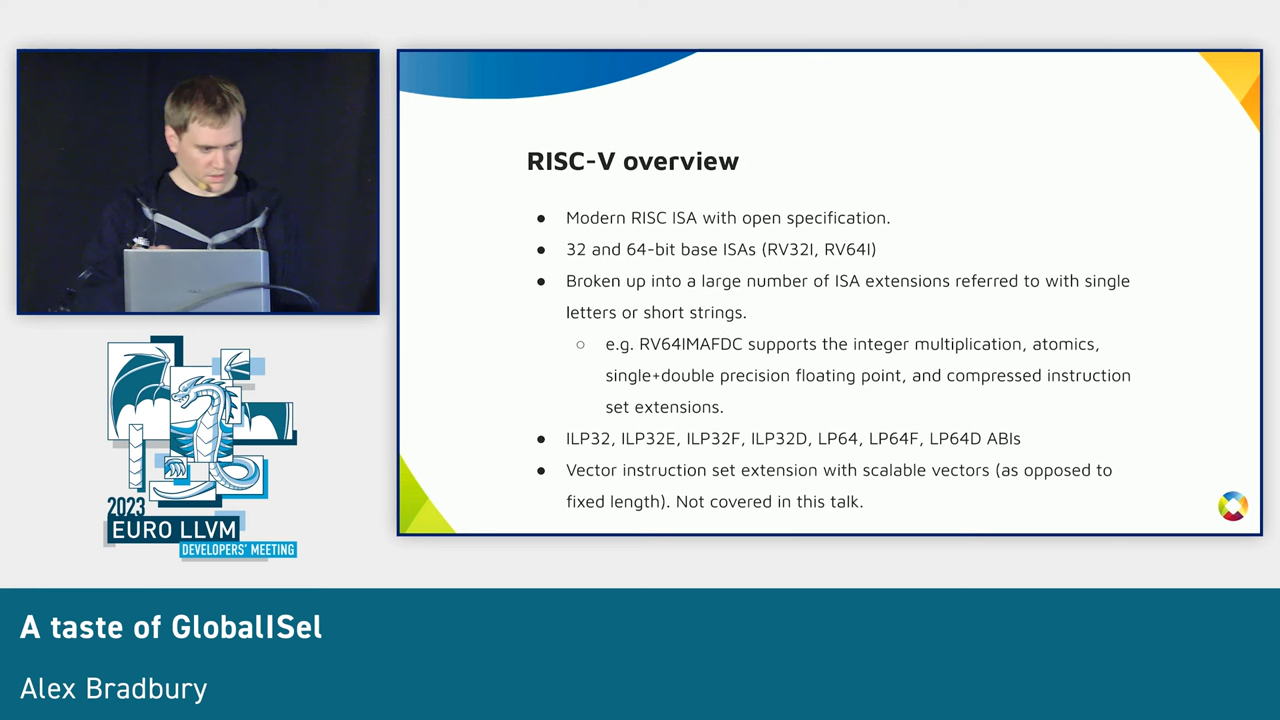 RISC-V overview
● Modern RISC ISA with open specification.
● 32 and 64-bit base ISAs (RV32I, RV64I)
● Broken up into a large number of ISA extensions referred to with single
letters or short strings.
○ e.g. RV64IMAFDC supports the integer multiplication, atomics,
single+double precision floating point, and compressed instruction
set extensions.
● ILP32, ILP32E, ILP32F, ILP32D, LP64, LP64F, LP64D ABIs
● Vector instruction set extension with scalable vectors (as opposed to
fixed length). Not covered in this talk.
2023
EURO LLVM
DEVELOPERS' MEETING
A taste of GlobalISel
Alex Bradbury